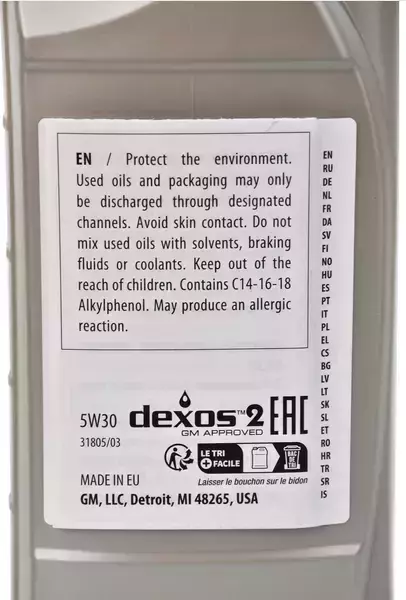 EN / Protect the environment.
Used oils and packaging may only
be discharged through designated
channels. Avoid skin contact. Do not
mix used oils with solvents, braking
fluids or coolants. Keep out of the
reach of children. Contains C14-16-18
Alkylphenol. May produce an allergic
reaction.
EN
RU
DE
NL
FR
DA
SV
FI
NO
HU
ES
PT
IT
PL
EL
CS
BG
LV
LT
SK
SL
ET
RO
HR
TR
SR
IS
5W30 dexos™2 EAC
GM APPROVED
31805/03
LE TRI
+ FACILE
BAC
DE TRI
Laisser le bouchon sur le bidon
MADE IN EU
GM, LLC, Detroit, MI 48265, USA